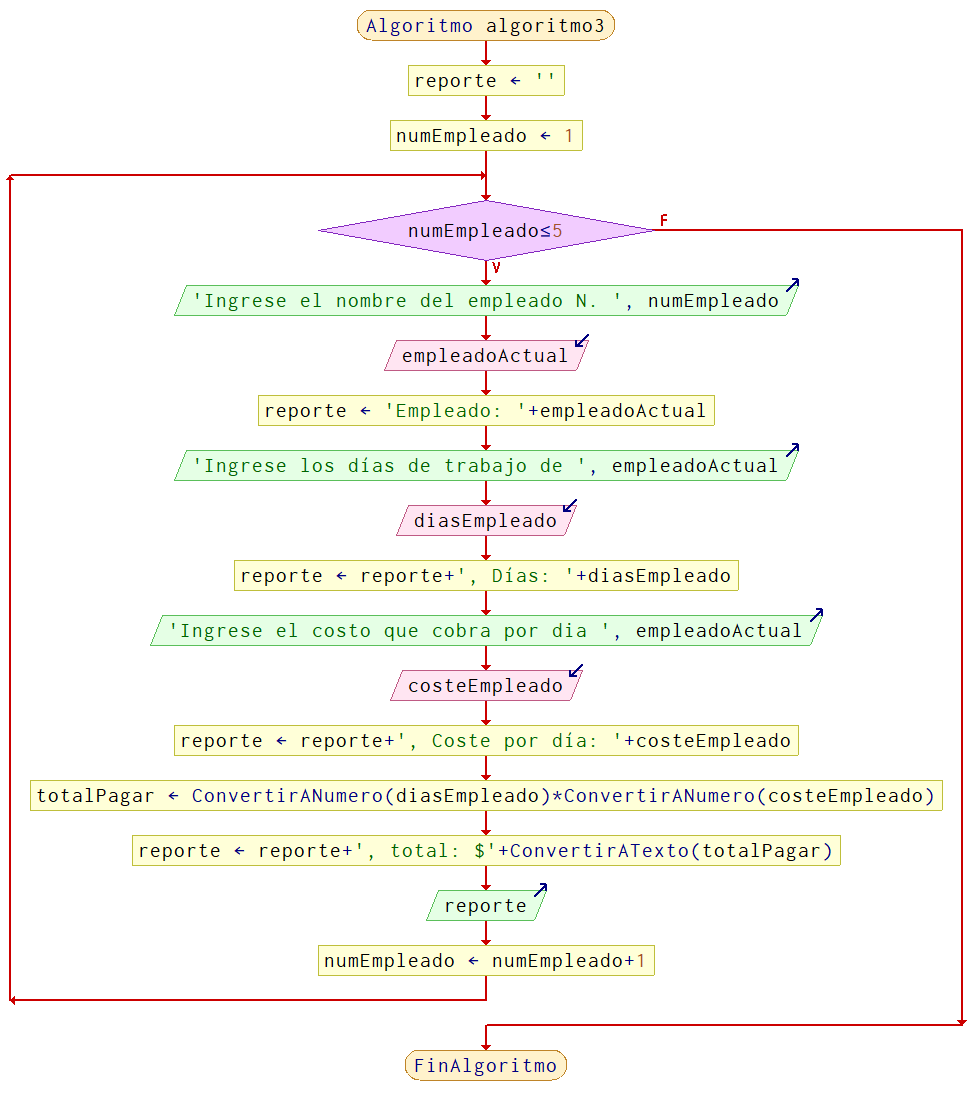 Algoritmo algoritmo3
reporte ← ''
numEmpleado ← 1
numEmpleado≤5
F
V
'Ingrese el nombre del empleado N. ', numEmpleado
empleadoActual
reporte ← 'Empleado: '+empleadoActual
'Ingrese los días de trabajo de ', empleadoActual
diasEmpleado
reporte ← reporte+', Días: '+diasEmpleado
'Ingrese el costo que cobra por dia ', empleadoActual
costeEmpleado
reporte ← reporte+', Coste por día: '+costeEmpleado
totalPagar ← ConvertirANumero(diasEmpleado)*ConvertirANumero(costeEmpleado)
reporte ← reporte+', total: $'+ConvertirATexto(totalPagar)
reporte
numEmpleado ← numEmpleado+1
FinAlgoritmo